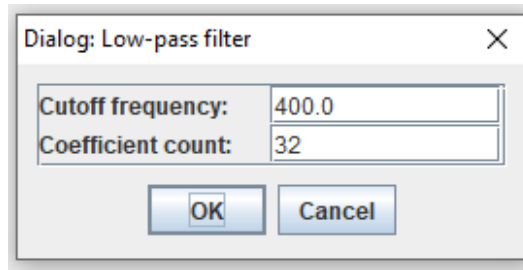 Dialog: Low-pass filter
Cutoff frequency: 400.0
Coefficient count: 32
OK Cancel